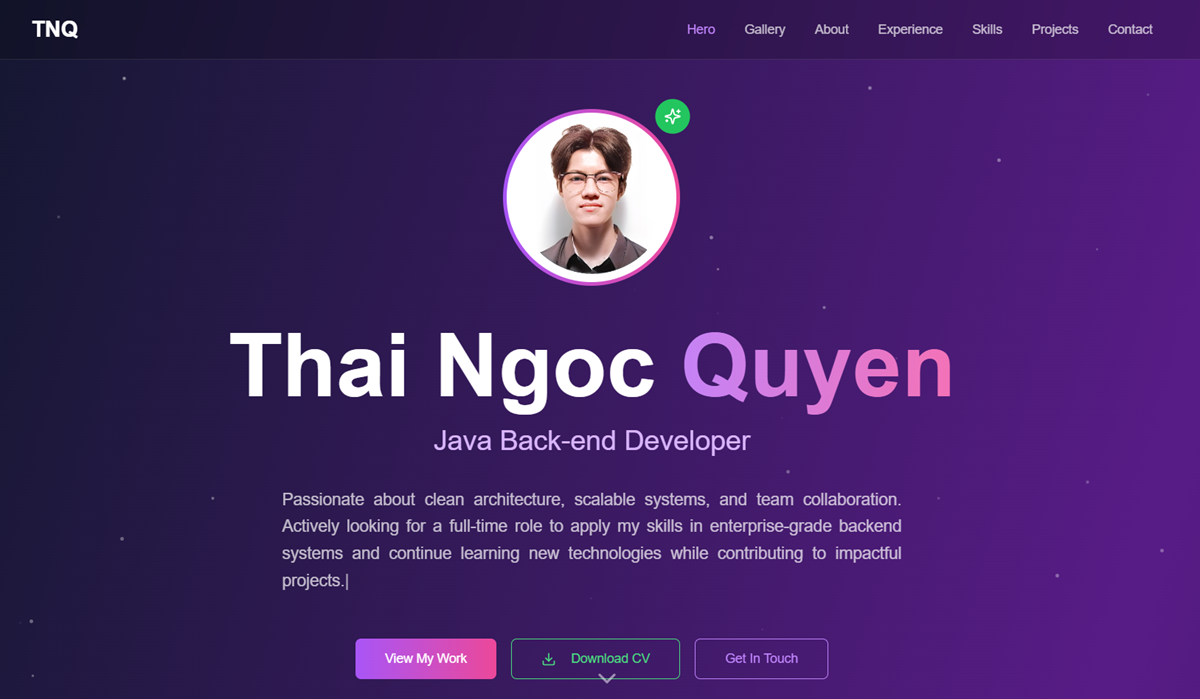 TNQ
Hero Gallery About Experience Skills Projects Contact
Thai Ngoc Quyen
Java Back-end Developer
Passionate about clean architecture, scalable systems, and team collaboration.
Actively looking for a full-time role to apply my skills in enterprise-grade backend
systems and continue learning new technologies while contributing to impactful
projects.|
View My Work Download CV Get In Touch